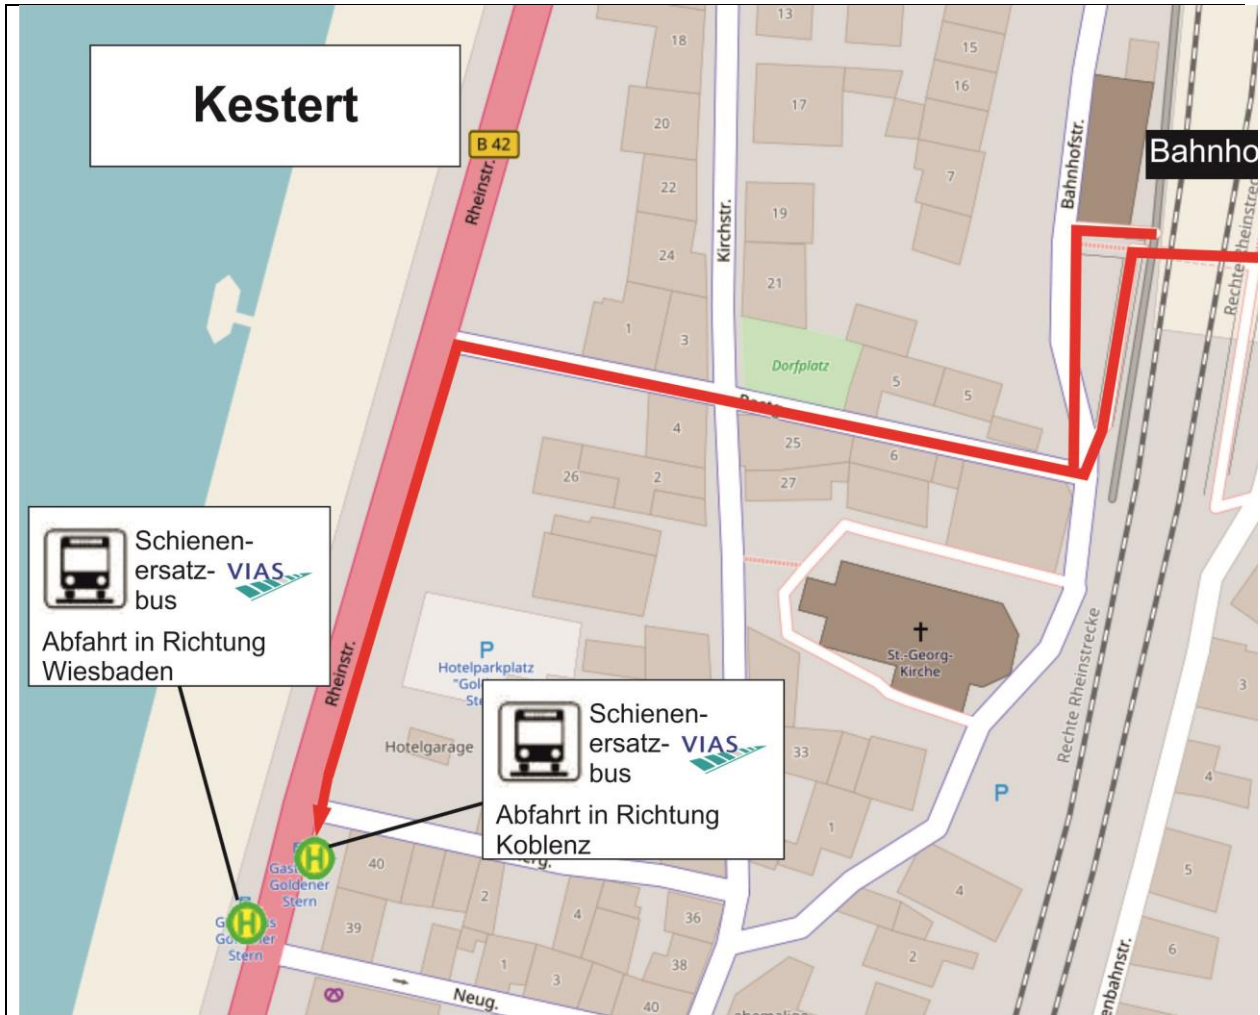 Kestert
B 42
Rheinstr.
18
20
22
24
1
3
13
17
19
21
15
16
7
Kirchstr.
Bahnhofstr.
Bahnho
Rechte Rheinstrec
Dorfplatz
5
5
4
25
6
26
2
27
Schienen-
ersatz-
bus
VIAS
Abfahrt in Richtung
Wiesbaden
Rheinstr.
P
Hotelparkplatz
Hotelgarage
Schienen-
ersatz-
bus
VIAS
Abfahrt in Richtung
Koblenz
St.-Georg-
Kirche
Rechte Rheinstrecke
33
1
P
3
4
5
6
H
Goldener
Stern
H
Stern
40
39
2
4
36
38
1
3
40
4
2
Neug.
enbahnstr.